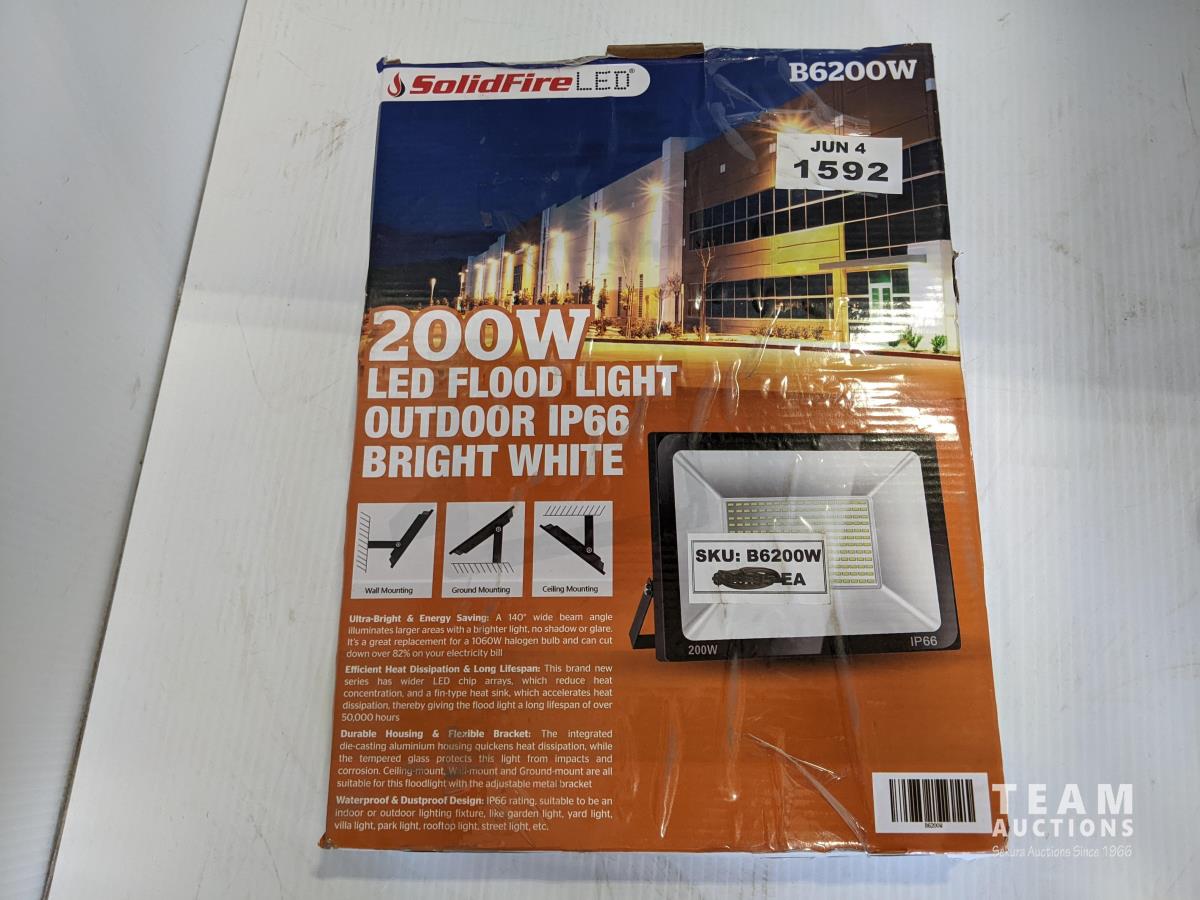 SolidFire LED®
B6200W
JUN 4
1592
200W
LED FLOOD LIGHT
OUTDOOR IP66
BRIGHT WHITE
Wall Mounting
Ground Mounting
Ceiling Mounting
SKU: B6200W
EA
200W
IP66
Ultra-Bright & Energy Saving: A 140° wide beam angle
illuminates larger areas with a brighter light, no shadow or glare.
It's a great replacement for a 1060W halogen bulb and can cut
down over 82% on your electricity bill
Efficient Heat Dissipation & Long Lifespan: This brand new
series has wider LED chip arrays, which reduce heat
concentration, and a fin-type heat sink, which accelerates heat
dissipation, thereby giving the flood light a long lifespan of over
50,000 hours
Durable Housing & Flexible Bracket: The integrated
die-casting aluminium housing quickens heat dissipation, while
the tempered glass protects this light from impacts and
corrosion. Ceiling-mount, Wall-mount and Ground-mount are all
suitable for this floodlight with the adjustable metal bracket
Waterproof & Dustproof Design: IP66 rating, suitable to be an
indoor or outdoor lighting fixture, like garden light, yard light,
villa light, park light, rooftop light, street light, etc.
B6200W
TEAM
AUCTIONS
Sekura Auctions Since 1966